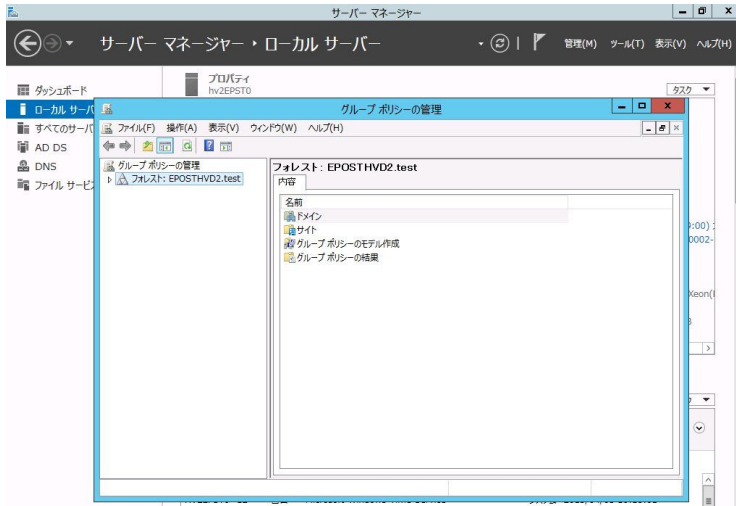 サーバー マネージャー
サーバー マネージャー ‣ ローカル サーバー
管理(M) ツール(T) 表示(V) ヘルプ(H)
ダッシュボード
ローカル サーバ
すべてのサーバ
AD DS
DNS
ファイル サービス
プロパティ
hv2EPST0
タスク
グループ ポリシーの管理
ファイル(F) 操作(A) 表示(V) ウィンドウ(W) ヘルプ(H)
グループ ポリシーの管理
フォレスト: EPOSTHVD2.test
フォレスト: EPOSTHVD2.test
内容
名前
ドメイン
サイト
グループ ポリシーのモデル作成
グループ ポリシーの結果
9:00)
0002-
Xeon(